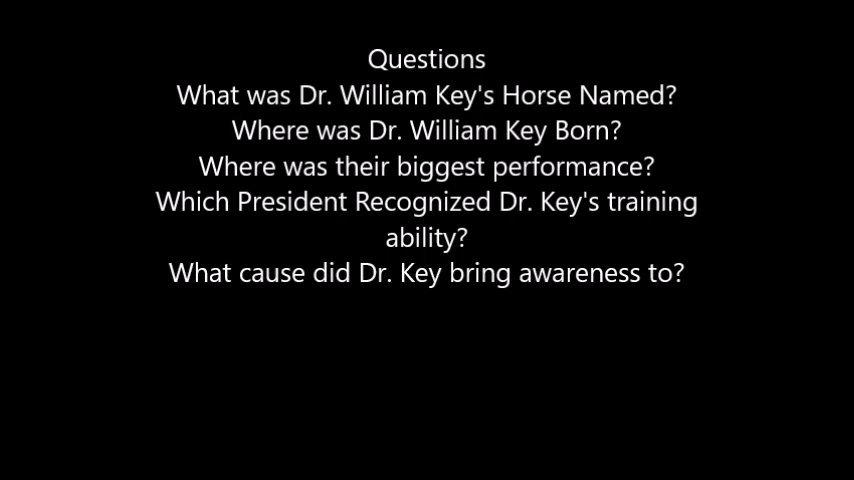 Questions
What was Dr. William Key's Horse Named?
Where was Dr. William Key Born?
Where was their biggest performance?
Which President Recognized Dr. Key's training
ability?
What cause did Dr. Key bring awareness to?